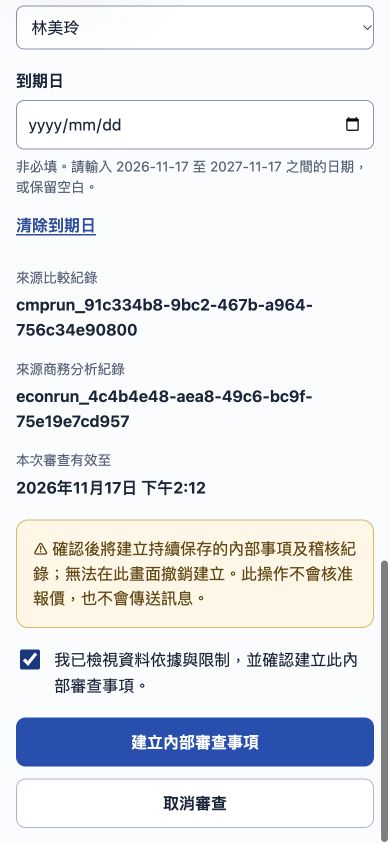 林美玲
到期日
yyyy/mm/dd
非必填。請輸入 2026-11-17 至 2027-11-17 之間的日期，
或保留空白。
清除到期日
來源比較紀錄
cmprun_91c334b8-9bc2-467b-a964-
756c34e90800
來源商務分析紀錄
econrun_4c4b4e48-aea8-49c6-bc9f-
75e19e7cd957
本次審查有效至
2026年11月17日 下午2:12
⚠ 確認後將建立持續保存的內部事項及稽核紀
錄；無法在此畫面撤銷建立。此操作不會核准
報價，也不會傳送訊息。
我已檢視資料依據與限制，並確認建立此內
部審查事項。
建立內部審查事項
取消審查